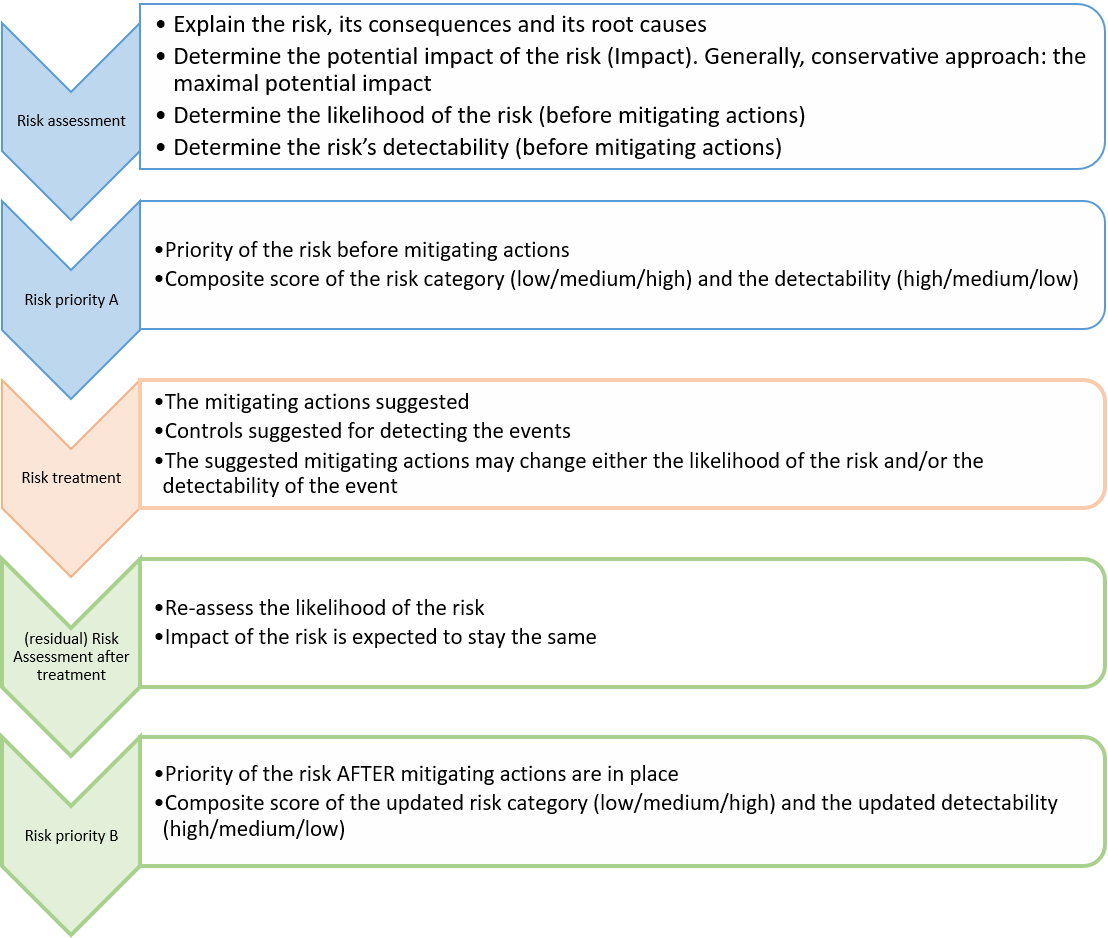 Risk assessment
• Explain the risk, its consequences and its root causes
• Determine the potential impact of the risk (Impact). Generally, conservative approach: the
maximal potential impact
• Determine the likelihood of the risk (before mitigating actions)
• Determine the risk’s detectability (before mitigating actions)
Risk priority A
•Priority of the risk before mitigating actions
•Composite score of the risk category (low/medium/high) and the detectability (high/medium/low)
Risk treatment
•The mitigating actions suggested
•Controls suggested for detecting the events
•The suggested mitigating actions may change either the likelihood of the risk and/or the
detectability of the event
(residual) Risk
Assessment after
treatment
•Re-assess the likelihood of the risk
•Impact of the risk is expected to stay the same
Risk priority B
•Priority of the risk AFTER mitigating actions are in place
•Composite score of the updated risk category (low/medium/high) and the updated detectability
(high/medium/low)